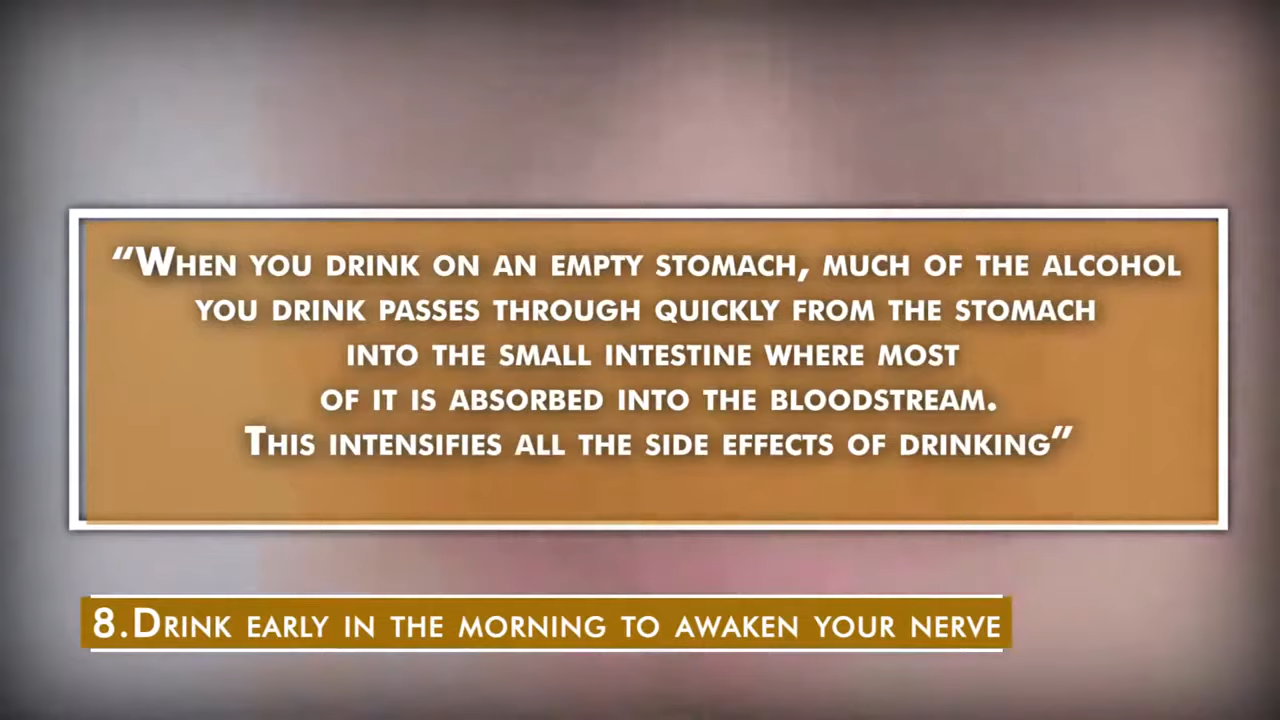 “When you drink on an empty stomach, much of the alcohol
you drink passes through quickly from the stomach
into the small intestine where most
of it is absorbed into the bloodstream.
This intensifies all the side effects of drinking”
8.Drink early in the morning to awaken your nerve